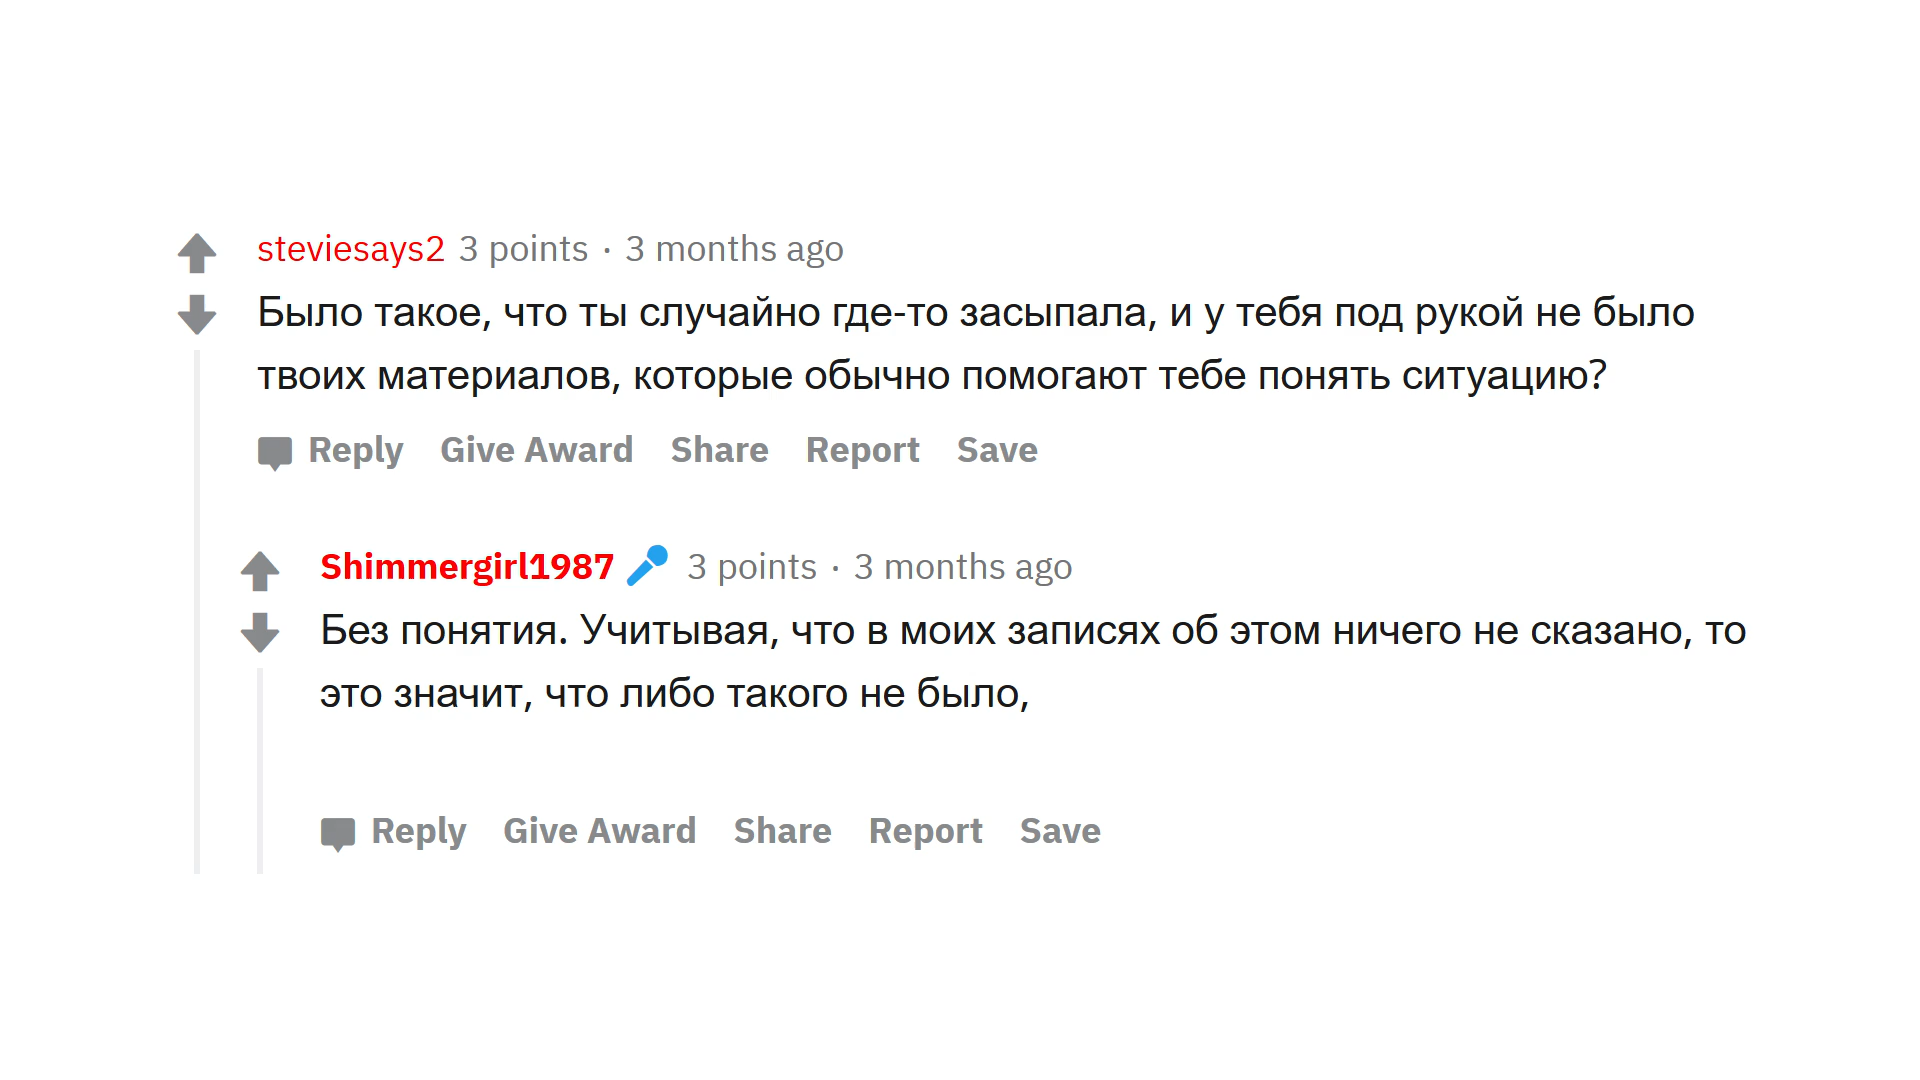 steviesays2 3 points · 3 months ago
Было такое, что ты случайно где-то засыпала, и у тебя под рукой не было
твоих материалов, которые обычно помогают тебе понять ситуацию?
Reply Give Award Share Report Save
Shimmergirl1987 3 points · 3 months ago
Без понятия. Учитывая, что в моих записях об этом ничего не сказано, то
это значит, что либо такого не было,
Reply Give Award Share Report Save